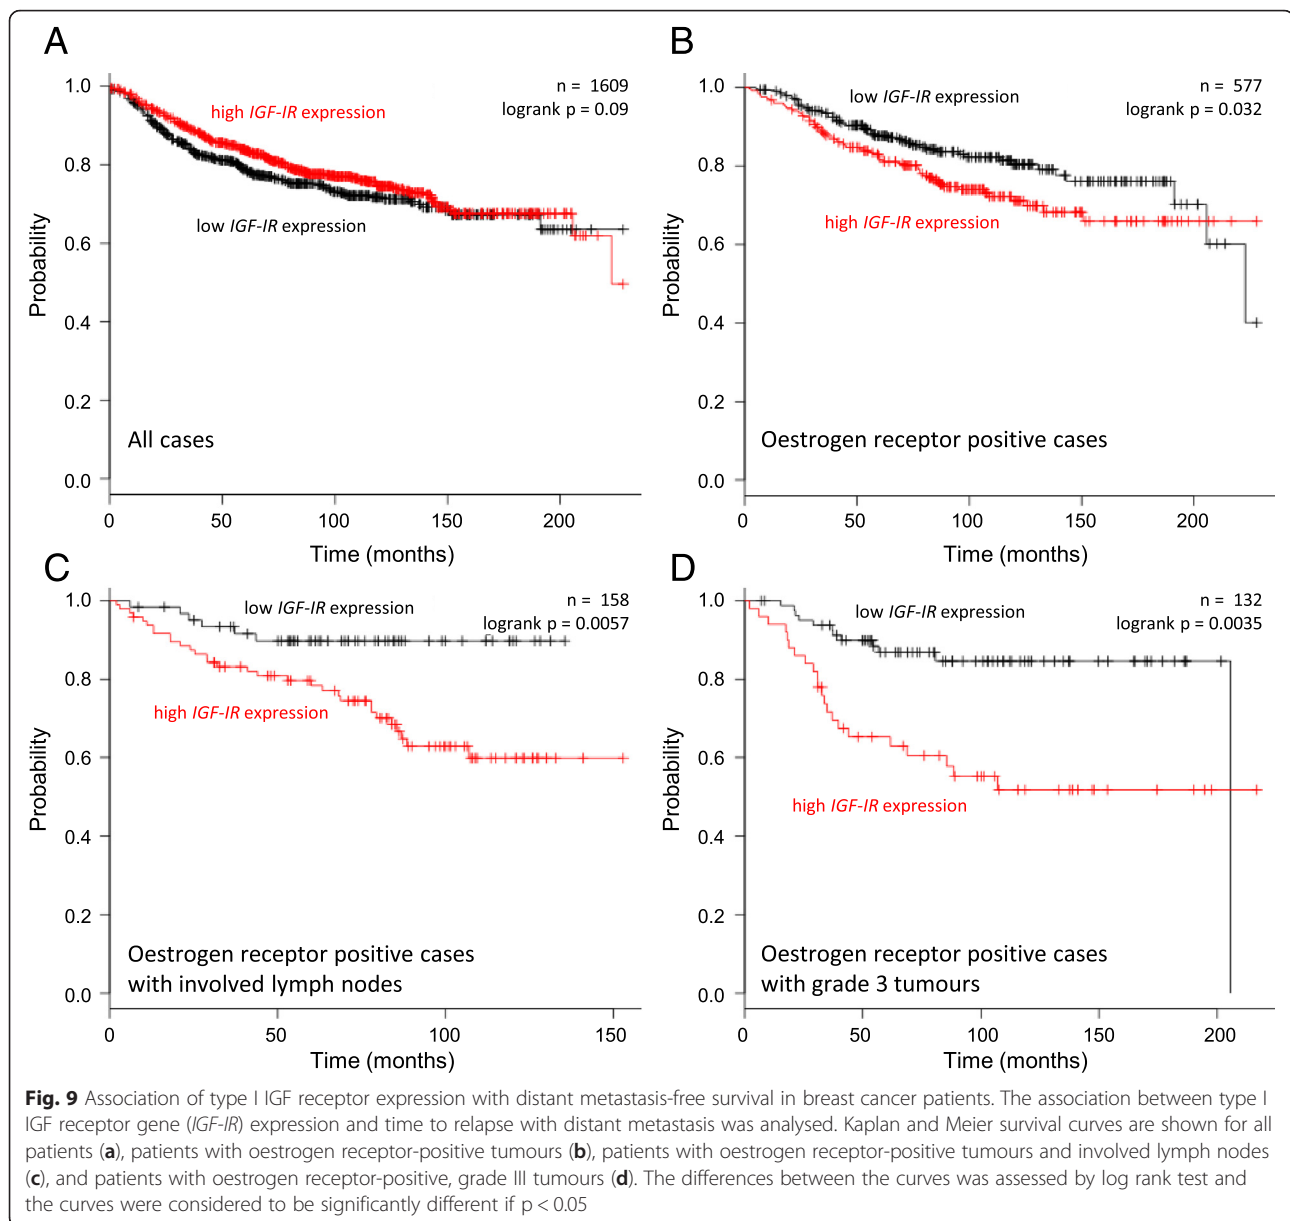 A
1.0
0.8
0.6
0.4
0.2
0.0
Probability
high IGF-IR expression
n = 1609
logrank p = 0.09
low IGF-IR expression
All cases
0 50 100 150 200
Time (months)
B
1.0
0.8
0.6
0.4
0.2
0.0
Probability
low IGF-IR expression
n = 577
logrank p = 0.032
high IGF-IR expression
Oestrogen receptor positive cases
0 50 100 150 200
Time (months)
C
1.0
0.8
0.6
0.4
0.2
0.0
Probability
low IGF-IR expression
n = 158
logrank p = 0.0057
high IGF-IR expression
Oestrogen receptor positive cases
with involved lymph nodes
0 50 100 150
Time (months)
D
1.0
0.8
0.6
0.4
0.2
0.0
Probability
low IGF-IR expression
n = 132
logrank p = 0.0035
high IGF-IR expression
Oestrogen receptor positive cases
with grade 3 tumours
0 50 100 150 200
Time (months)
Fig. 9 Association of type I IGF receptor expression with distant metastasis-free survival in breast cancer patients. The association between type I
IGF receptor gene (IGF-IR) expression and time to relapse with distant metastasis was analysed. Kaplan and Meier survival curves are shown for all
patients (a), patients with oestrogen receptor-positive tumours (b), patients with oestrogen receptor-positive tumours and involved lymph nodes
(c), and patients with oestrogen receptor-positive, grade III tumours (d). The differences between the curves was assessed by log rank test and
the curves were considered to be significantly different if p < 0.05